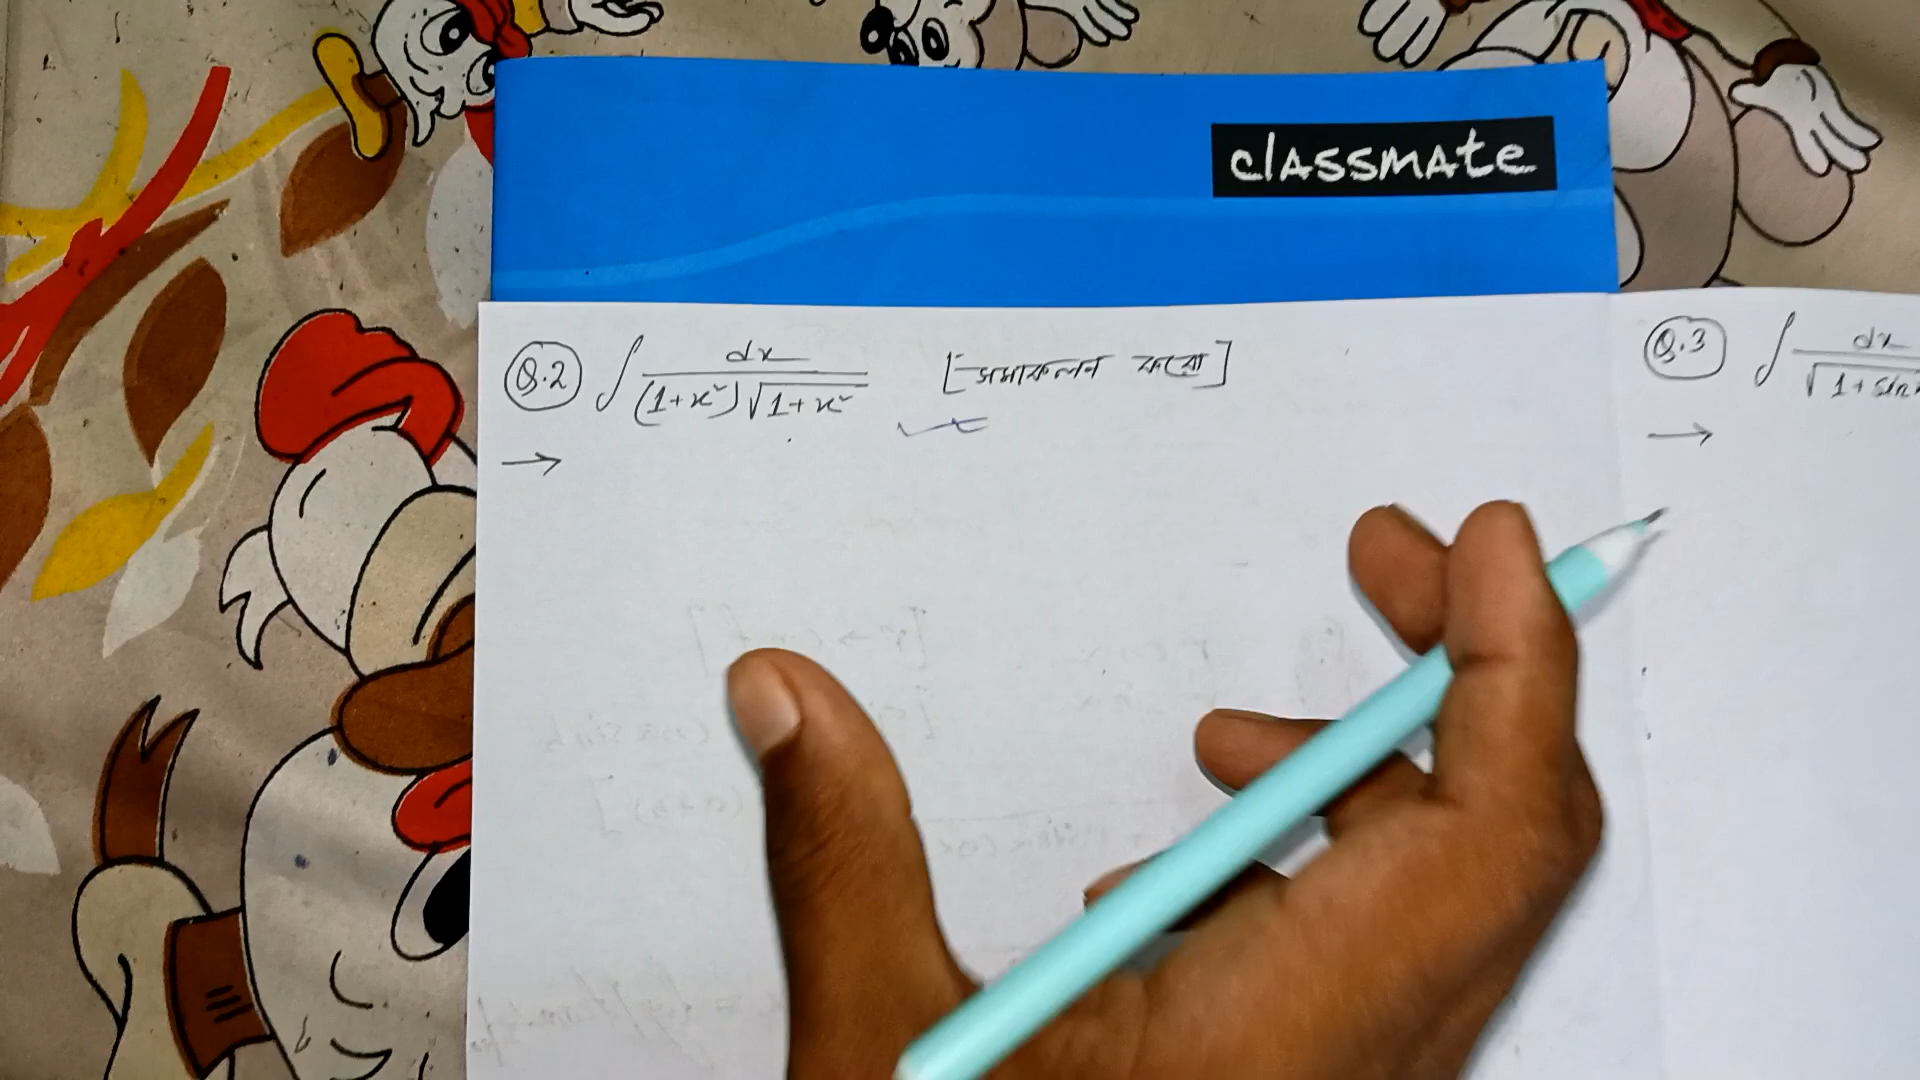 classmate
Q.2 ∫ dx / (1+x²)√1+x² [সমাকলন করো]
→
Q.3 ∫ dx / √1+sin
→